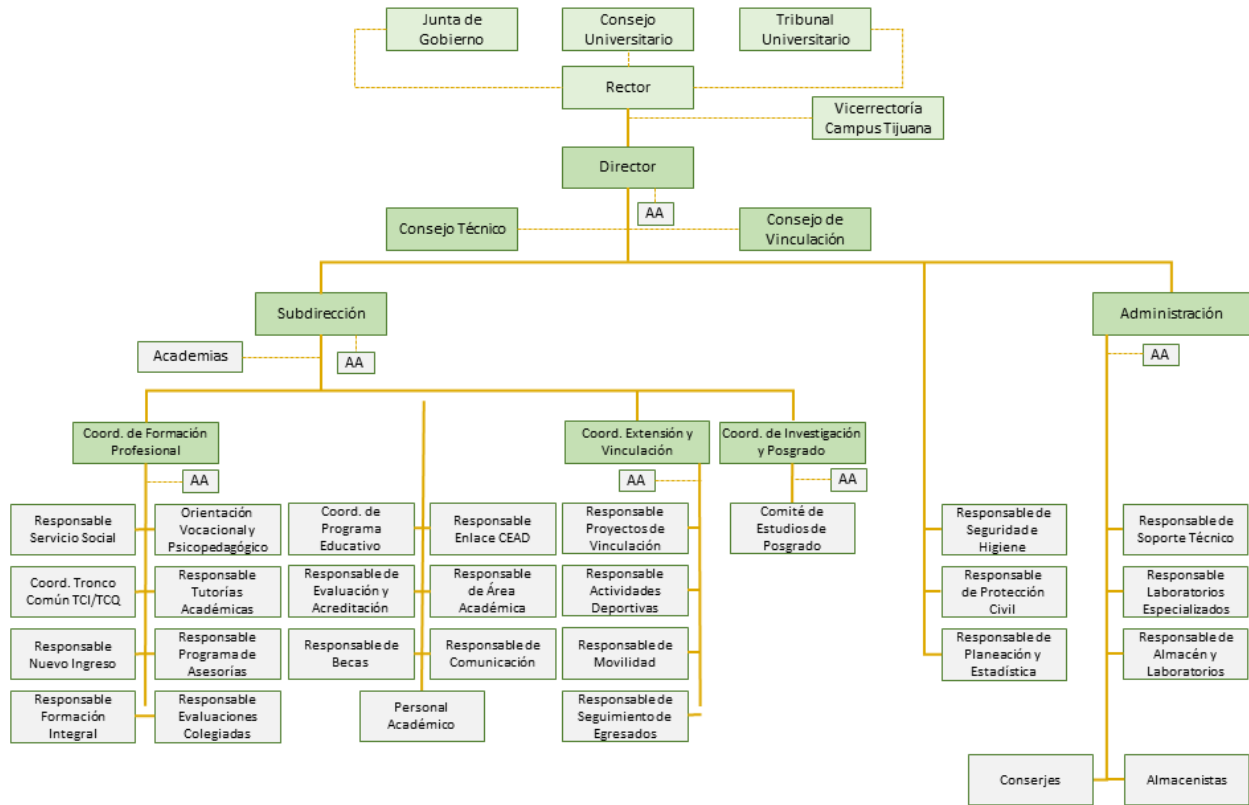 Junta de
Gobierno
Consejo
Universitario
Tribunal
Universitario
Rector
Vicerrectoría
Campus Tijuana
Director
AA
Consejo Técnico
Consejo de
Vinculación
Subdirección
Administración
Academias
AA
AA
Coord. de Formación
Profesional
Coord. Extensión y
Vinculación
Coord. de Investigación
y Posgrado
AA
AA
AA
Responsable
Servicio Social
Orientación
Vocacional y
Psicopedagógico
Coord. de
Programa
Educativo
Responsable
Enlace CEAD
Responsable
Proyectos de
Vinculación
Comité de
Estudios de
Posgrado
Responsable de
Seguridad e
Higiene
Responsable de
Soporte Técnico
Coord. Tronco
Común TCI/TCQ
Responsable
Tutorías
Académicas
Responsable de
Evaluación y
Acreditación
Responsable
de Área
Académica
Responsable
Actividades
Deportivas
Responsable
de Protección
Civil
Responsable
Laboratorios
Especializados
Responsable
Nuevo Ingreso
Responsable
Programa de
Asesorías
Responsable de
Becas
Responsable
de Comunicación
Responsable de
Movilidad
Responsable de
Planeación y
Estadística
Responsable de
Almacén y
Laboratorios
Responsable
Formación
Integral
Responsable
Evaluaciones
Colegiadas
Personal
Académico
Responsable
de Seguimiento de
Egresados
Conserjes
Almacenistas